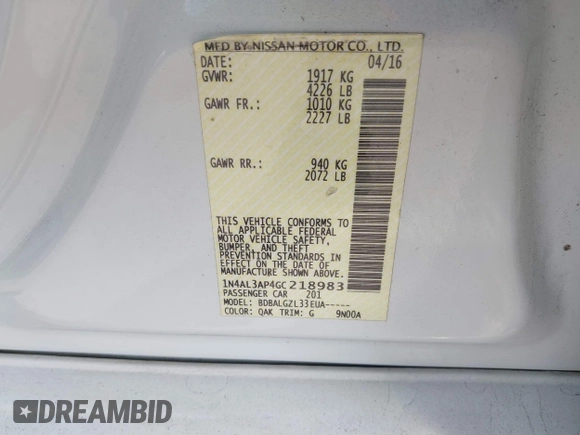 MFD BY NISSAN MOTOR CO., LTD.
DATE: 04/16
GVWR: 1917 KG
4226 LB
GAWR FR.: 1010 KG
2227 LB
GAWR RR.: 940 KG
2072 LB
THIS VEHICLE CONFORMS TO
ALL APPLICABLE FEDERAL
MOTOR VEHICLE SAFETY,
BUMPER, AND THEFT
PREVENTION STANDARDS IN
EFFECT ON THE DATE OF
MANUFACTURE SHOWN ABOVE.
1N4AL3AP4GC218983
PASSENGER CAR 201
MODEL: BDBALGZL33EUA-----
COLOR: QAK TRIM: G 9N00A
DREAMBID